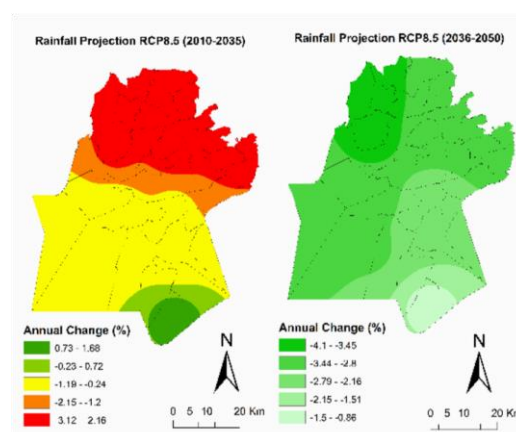 Rainfall Projection RCP8.5 (2010-2035)
Rainfall Projection RCP8.5 (2036-2050)
Annual Change (%)
0.73 - 1.68
-0.23 - 0.72
-1.19 - -0.24
-2.15 - -1.2
3.12 2.16
N
0 5 10 20 Km
Annual Change (%)
-4.1 - -3.45
-3.44 - -2.8
-2.79 - -2.16
-2.15 - -1.51
-1.5 - -0.86
N
0 5 10 20 Km